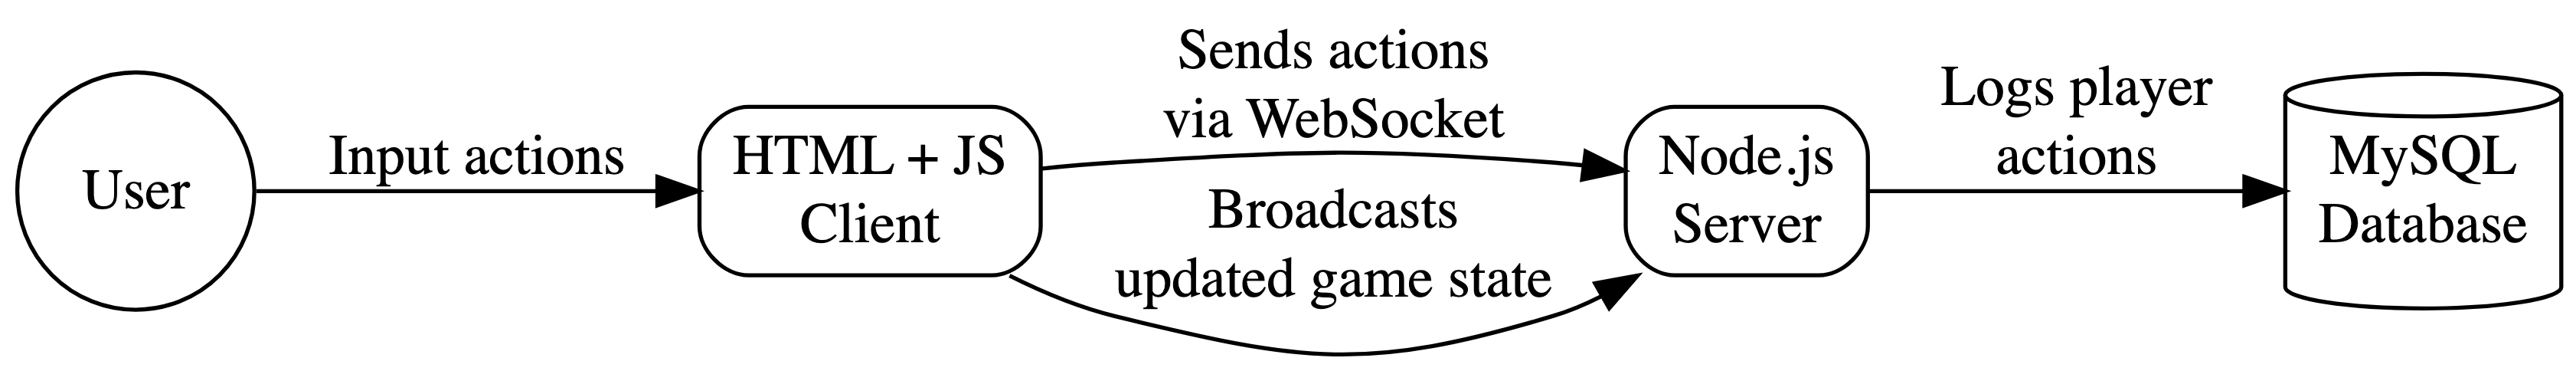 User
Input actions
HTML + JS
Client
Sends actions
via WebSocket
Broadcasts
updated game state
Node.js
Server
Logs player
actions
MySQL
Database